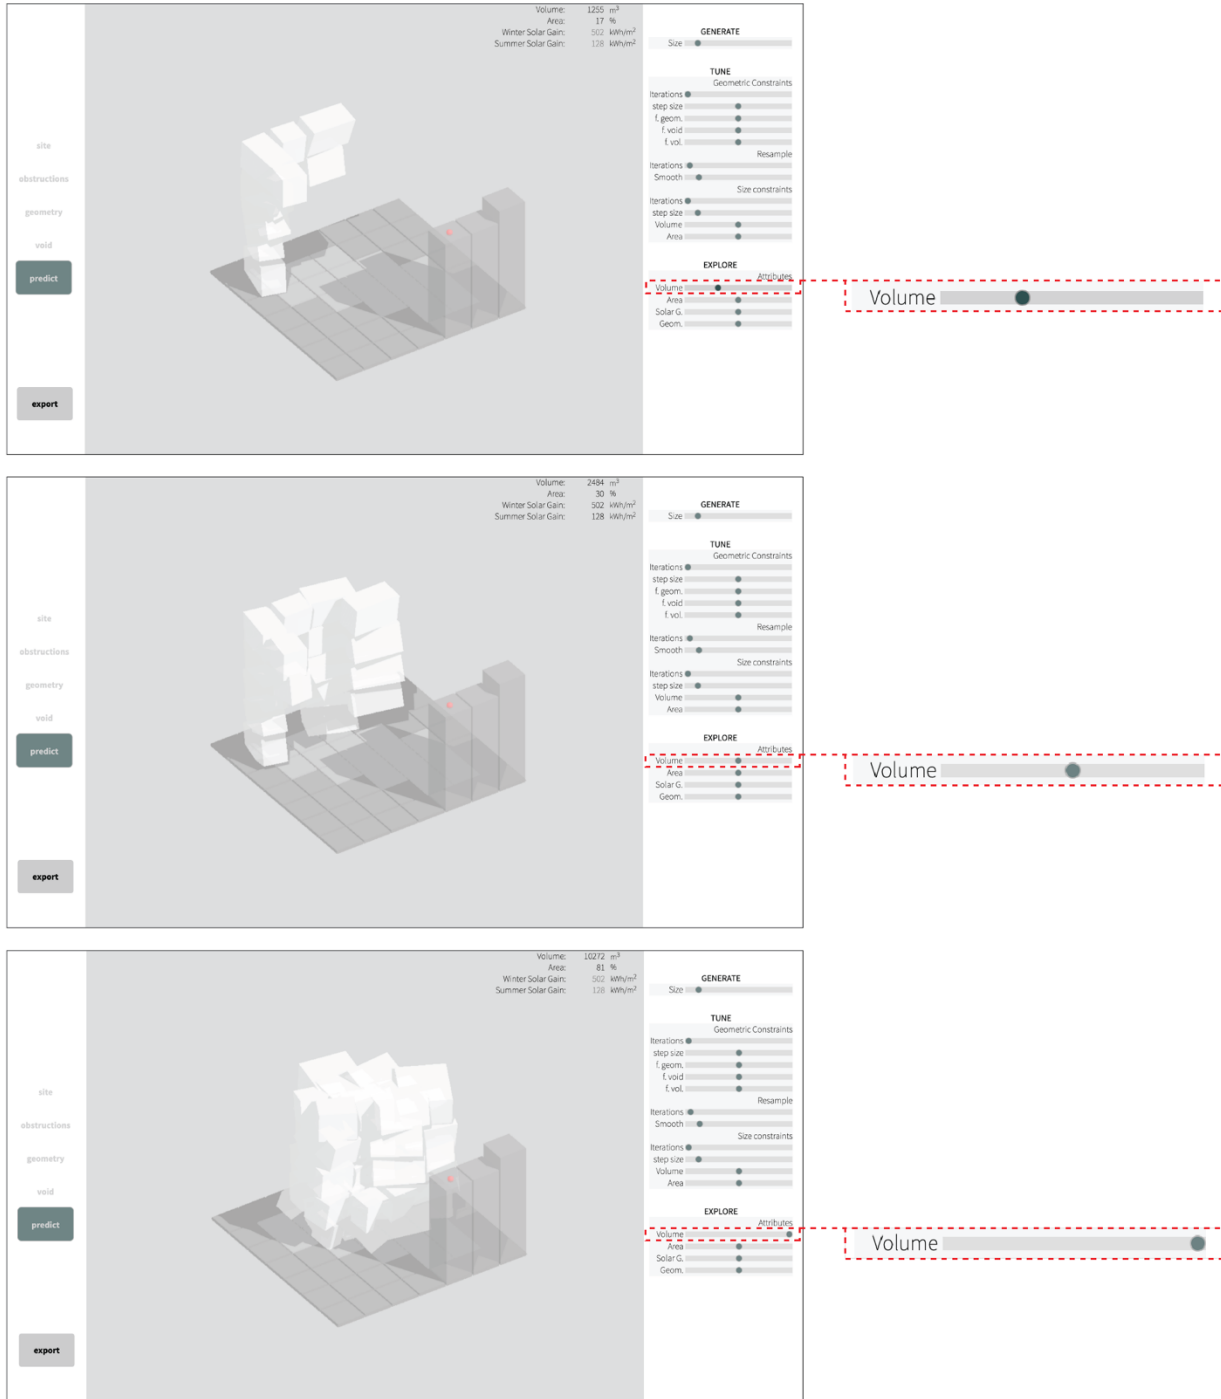 Volume: 1255 m³
Area: 17 %
Winter Solar Gain: 502 kWh/m²
Summer Solar Gain: 128 kWh/m²
site
obstructions
geometry
void
predict
export
GENERATE
Size
TUNE
Geometric Constraints
Iterations
step size
f. geom.
f. void
f. vol.
Resample
Iterations
Smooth
Size constraints
Iterations
step size
Volume
Area
EXPLORE
Attributes
Volume
Area
Solar G.
Geom.
Volume
Volume: 2484 m³
Area: 30 %
Winter Solar Gain: 502 kWh/m²
Summer Solar Gain: 128 kWh/m²
site
obstructions
geometry
void
predict
export
GENERATE
Size
TUNE
Geometric Constraints
Iterations
step size
f. geom.
f. void
f. vol.
Resample
Iterations
Smooth
Size constraints
Iterations
step size
Volume
Area
EXPLORE
Attributes
Volume
Area
Solar G.
Geom.
Volume
Volume: 10272 m³
Area: 81 %
Winter Solar Gain: 502 kWh/m²
Summer Solar Gain: 128 kWh/m²
site
obstructions
geometry
void
predict
export
GENERATE
Size
TUNE
Geometric Constraints
Iterations
step size
f. geom.
f. void
f. vol.
Resample
Iterations
Smooth
Size constraints
Iterations
step size
Volume
Area
EXPLORE
Attributes
Volume
Area
Solar G.
Geom.
Volume